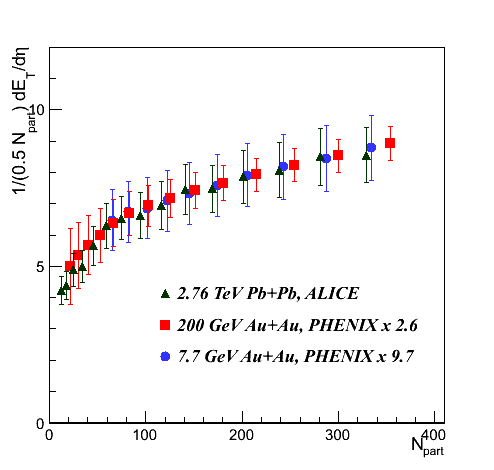 1/(0.5 N_part) dE_T/dη
10
5
0
2.76 TeV Pb+Pb, ALICE
200 GeV Au+Au, PHENIX x 2.6
7.7 GeV Au+Au, PHENIX x 9.7
0 100 200 300 400
N_part